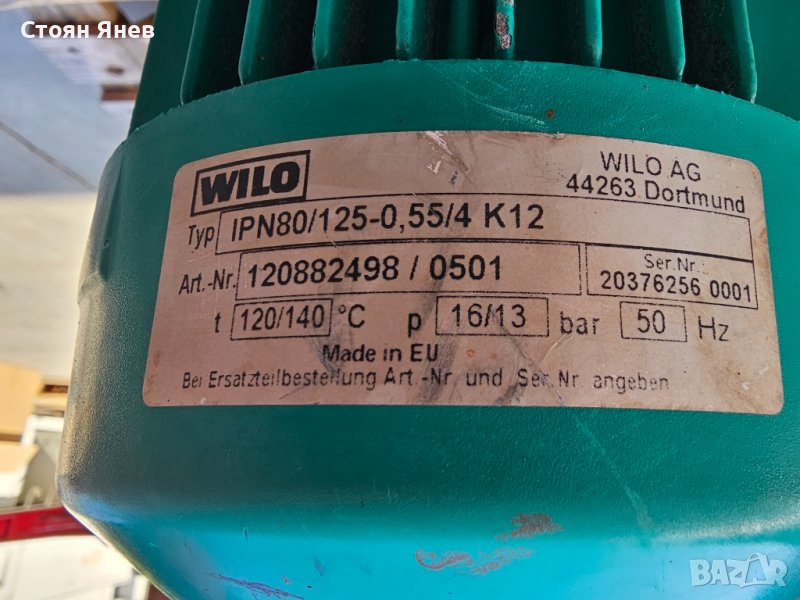 Стоян Янев
WILO
WILO AG
44263 Dortmund
Typ IPN80/125-0,55/4 K12
Art.-Nr. 120882498 / 0501
Ser.Nr.:
20376256 0001
t 120/140 °C p 16/13 bar 50 Hz
Made in EU
Bei Ersatzteilbestellung Art.-Nr. und Ser.Nr. angeben
BAZAR